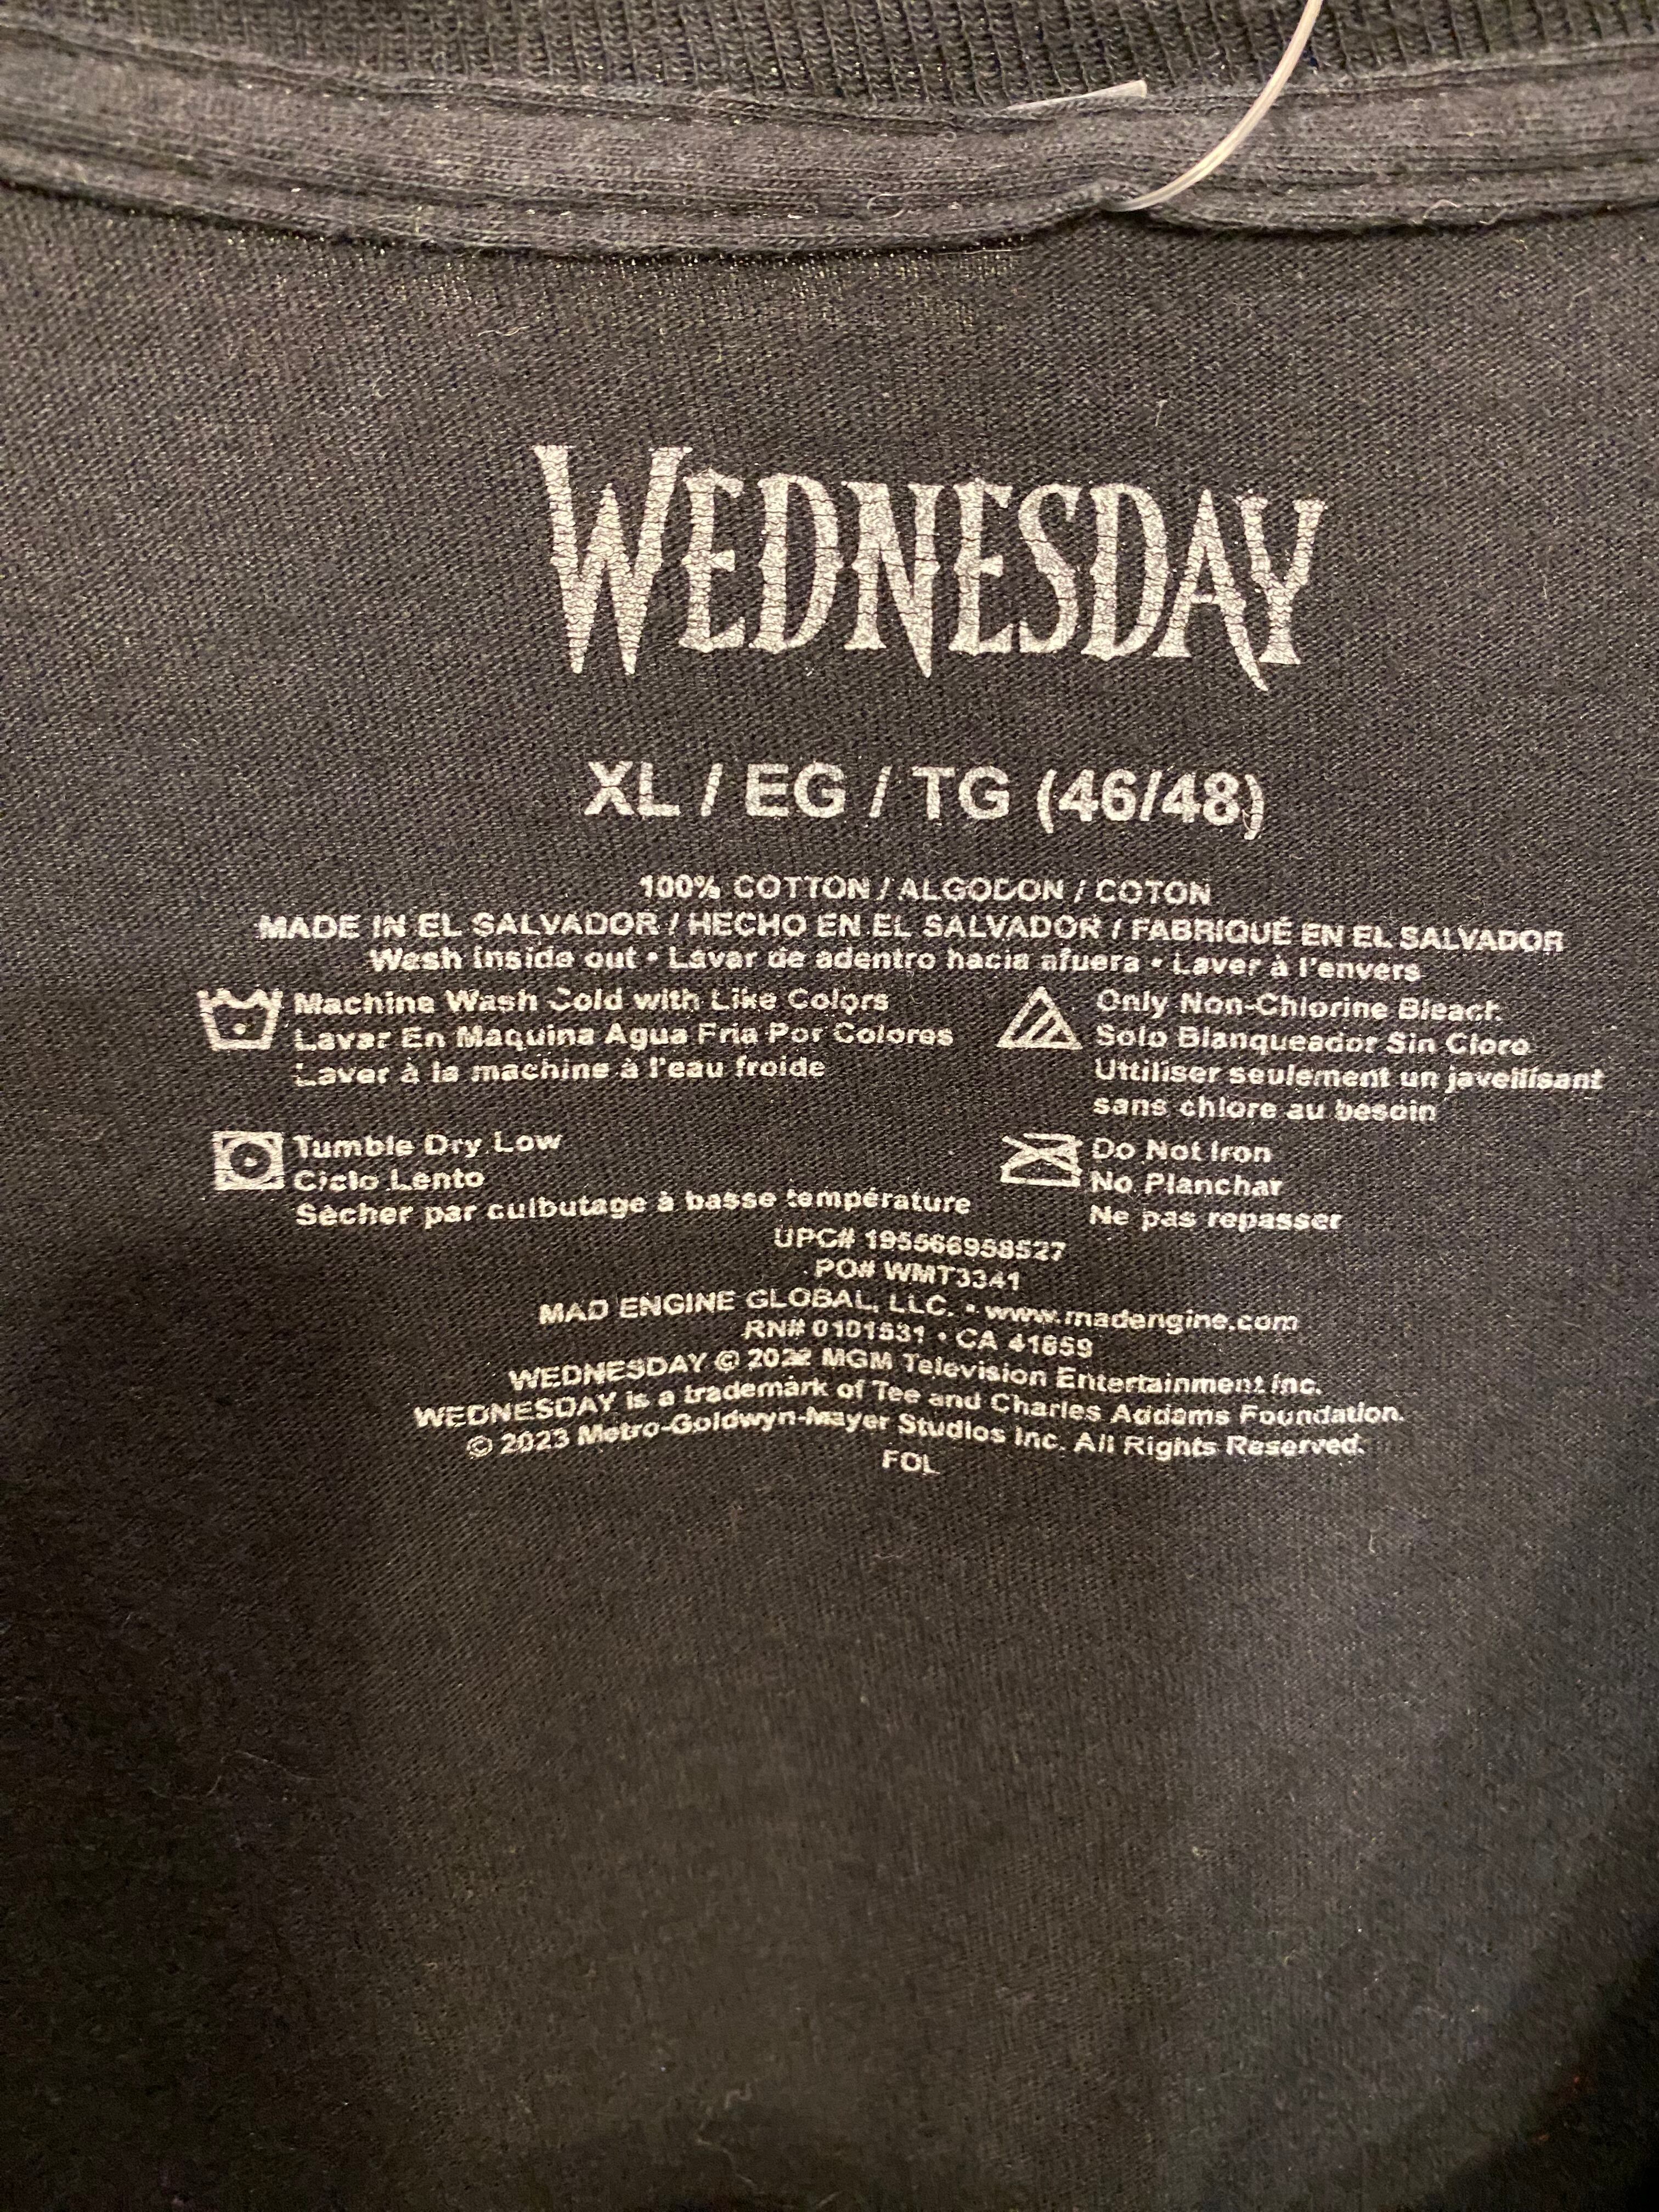 WEDNESDAY
XL / EG / TG (46/48)
100% COTTON / ALGODON / COTON
MADE IN EL SALVADOR / HECHO EN EL SALVADOR / FABRIQUÉ EN EL SALVADOR
Wash inside out • Lavar de adentro hacia afuera • Laver à l'envers
Machine Wash Cold with Like Colors
Lavar En Maquina Agua Fria Por Colores
Laver à la machine à l'eau froide
Only Non-Chlorine Bleach
Solo Blanqueador Sin Cloro
Uttiliser seulement un javellisant
sans chlore au besoin
Tumble Dry Low
Ciclo Lento
Sècher par culbutage à basse température
Do Not Iron
No Planchar
Ne pas repasser
UPC# 195566958527
PO# WMT3341
MAD ENGINE GLOBAL, LLC. • www.madengine.com
RN# 0101531 • CA 41859
WEDNESDAY © 2022 MGM Television Entertainment Inc.
WEDNESDAY is a trademark of Tee and Charles Addams Foundation.
© 2023 Metro-Goldwyn-Mayer Studios Inc. All Rights Reserved.
FOL